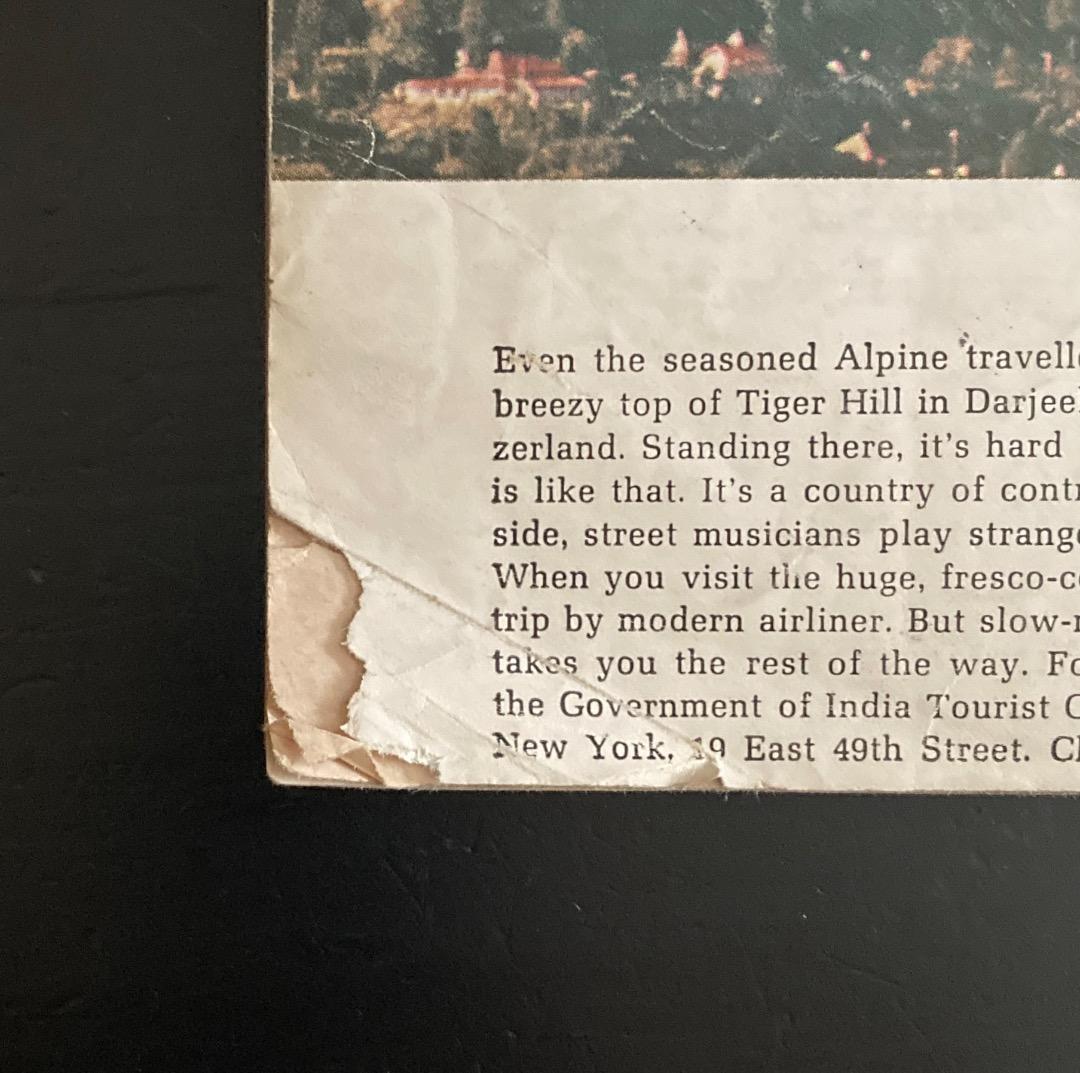 Even the seasoned Alpine travell
breezy top of Tiger Hill in Darjee
zerland. Standing there, it's hard
is like that. It's a country of cont
side, street musicians play strang
When you visit the huge, fresco-c
trip by modern airliner. But slow-
takes you the rest of the way. Fo
the Government of India Tourist
New York, 19 East 49th Street. C